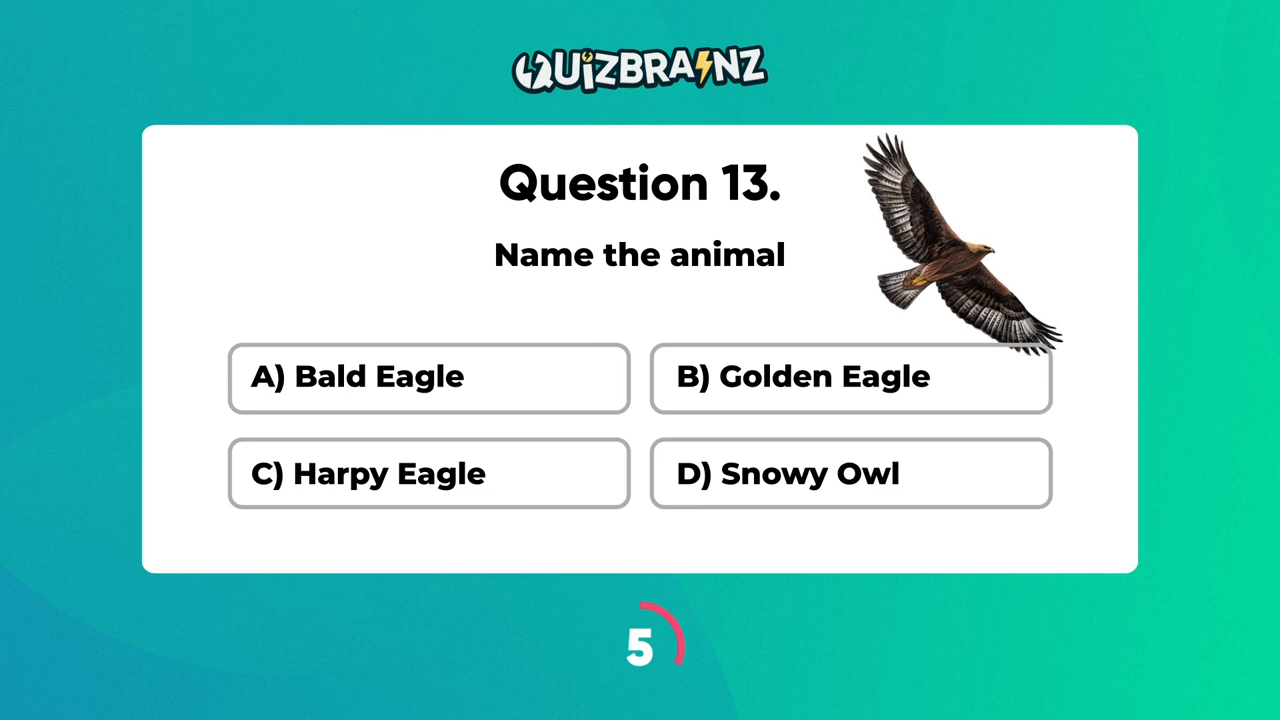 QUIZBRAINZ
Question 13.
Name the animal
A) Bald Eagle
B) Golden Eagle
C) Harpy Eagle
D) Snowy Owl
5